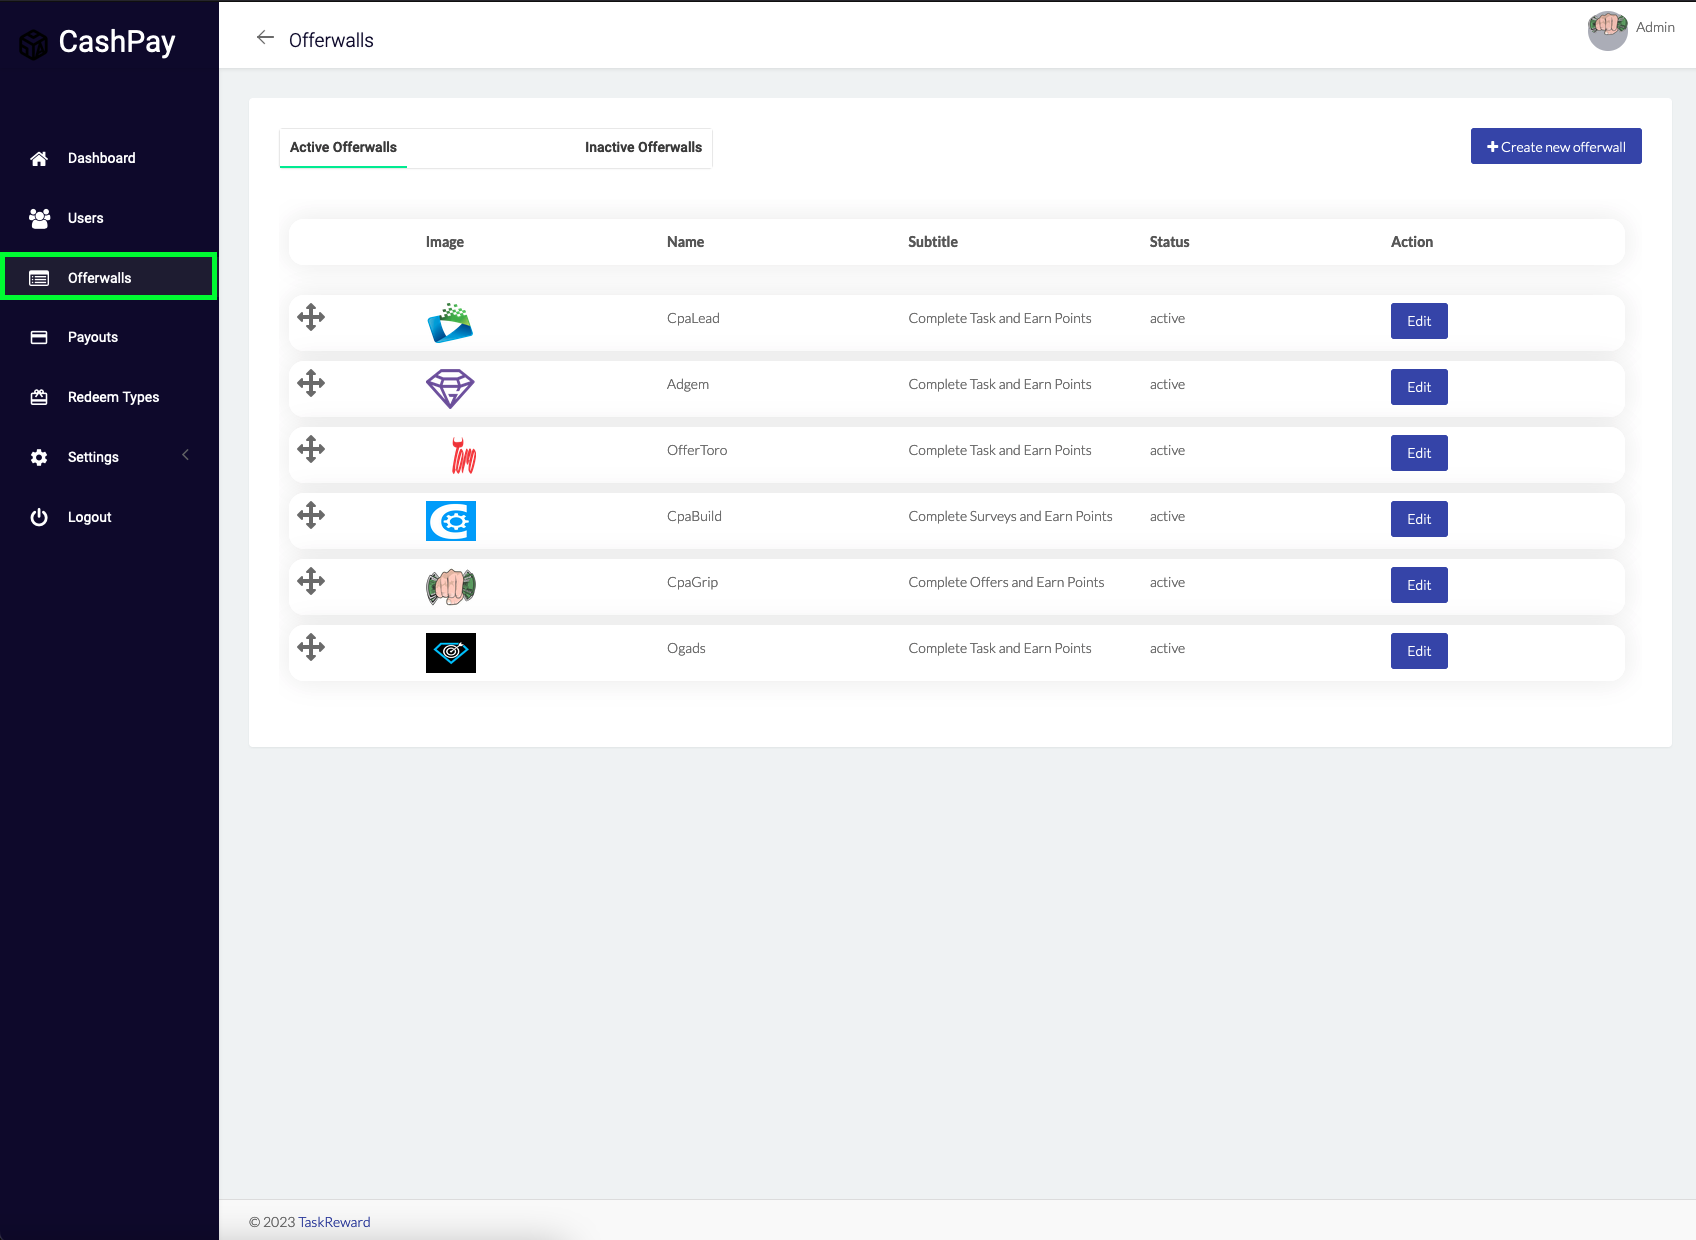 CashPay
Offerwalls
Admin
Dashboard
Users
Offerwalls
Payouts
Redeem Types
Settings
Logout
Active Offerwalls
Inactive Offerwalls
Create new offerwall
Image Name Subtitle Status Action
CpaLead Complete Task and Earn Points active Edit
Adgem Complete Task and Earn Points active Edit
OfferToro Complete Task and Earn Points active Edit
CpaBuild Complete Surveys and Earn Points active Edit
CpaGrip Complete Offers and Earn Points active Edit
Ogads Complete Task and Earn Points active Edit
© 2023 TaskReward